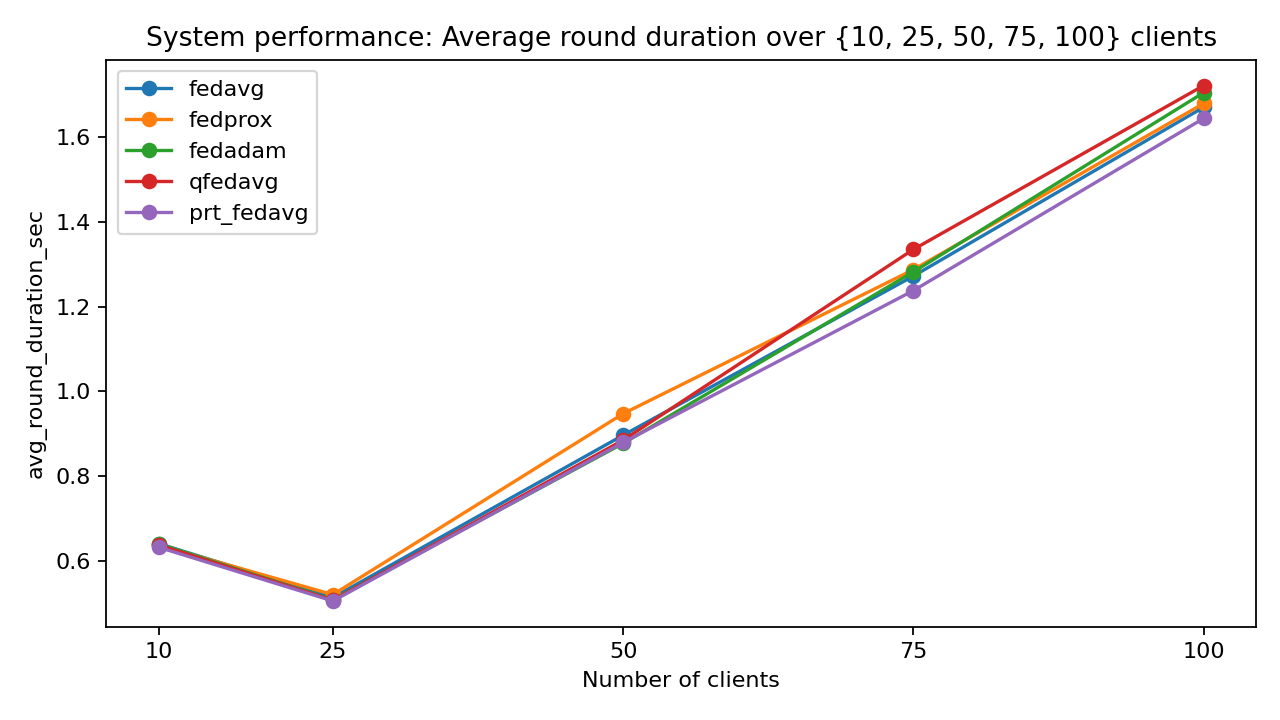 System performance: Average round duration over {10, 25, 50, 75, 100} clients
fedavg
fedprox
fedadam
qfedavg
prt_fedavg
avg_round_duration_sec
1.6
1.4
1.2
1.0
0.8
0.6
10 25 50 75 100
Number of clients